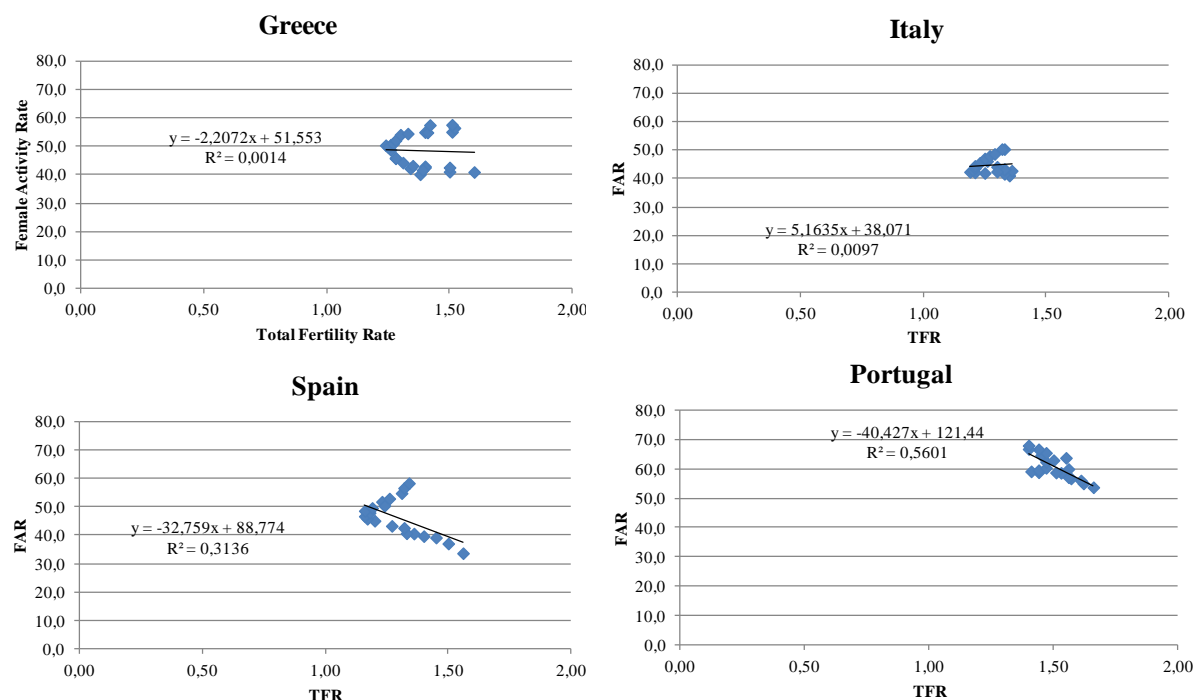 Greece
80,0
70,0
60,0
50,0
40,0
30,0
20,0
10,0
0,0
Female Activity Rate
y = -2,2072x + 51,553
R² = 0,0014
0,00 0,50 1,00 1,50 2,00
Total Fertility Rate
Italy
80,0
70,0
60,0
50,0
40,0
30,0
20,0
10,0
0,0
FAR
y = 5,1635x + 38,071
R² = 0,0097
0,00 0,50 1,00 1,50 2,00
TFR
Spain
80,0
70,0
60,0
50,0
40,0
30,0
20,0
10,0
0,0
FAR
y = -32,759x + 88,774
R² = 0,3136
0,00 0,50 1,00 1,50 2,00
TFR
Portugal
80,0
70,0
60,0
50,0
40,0
30,0
20,0
10,0
0,0
FAR
y = -40,427x + 121,44
R² = 0,5601
0,00 0,50 1,00 1,50 2,00
TFR